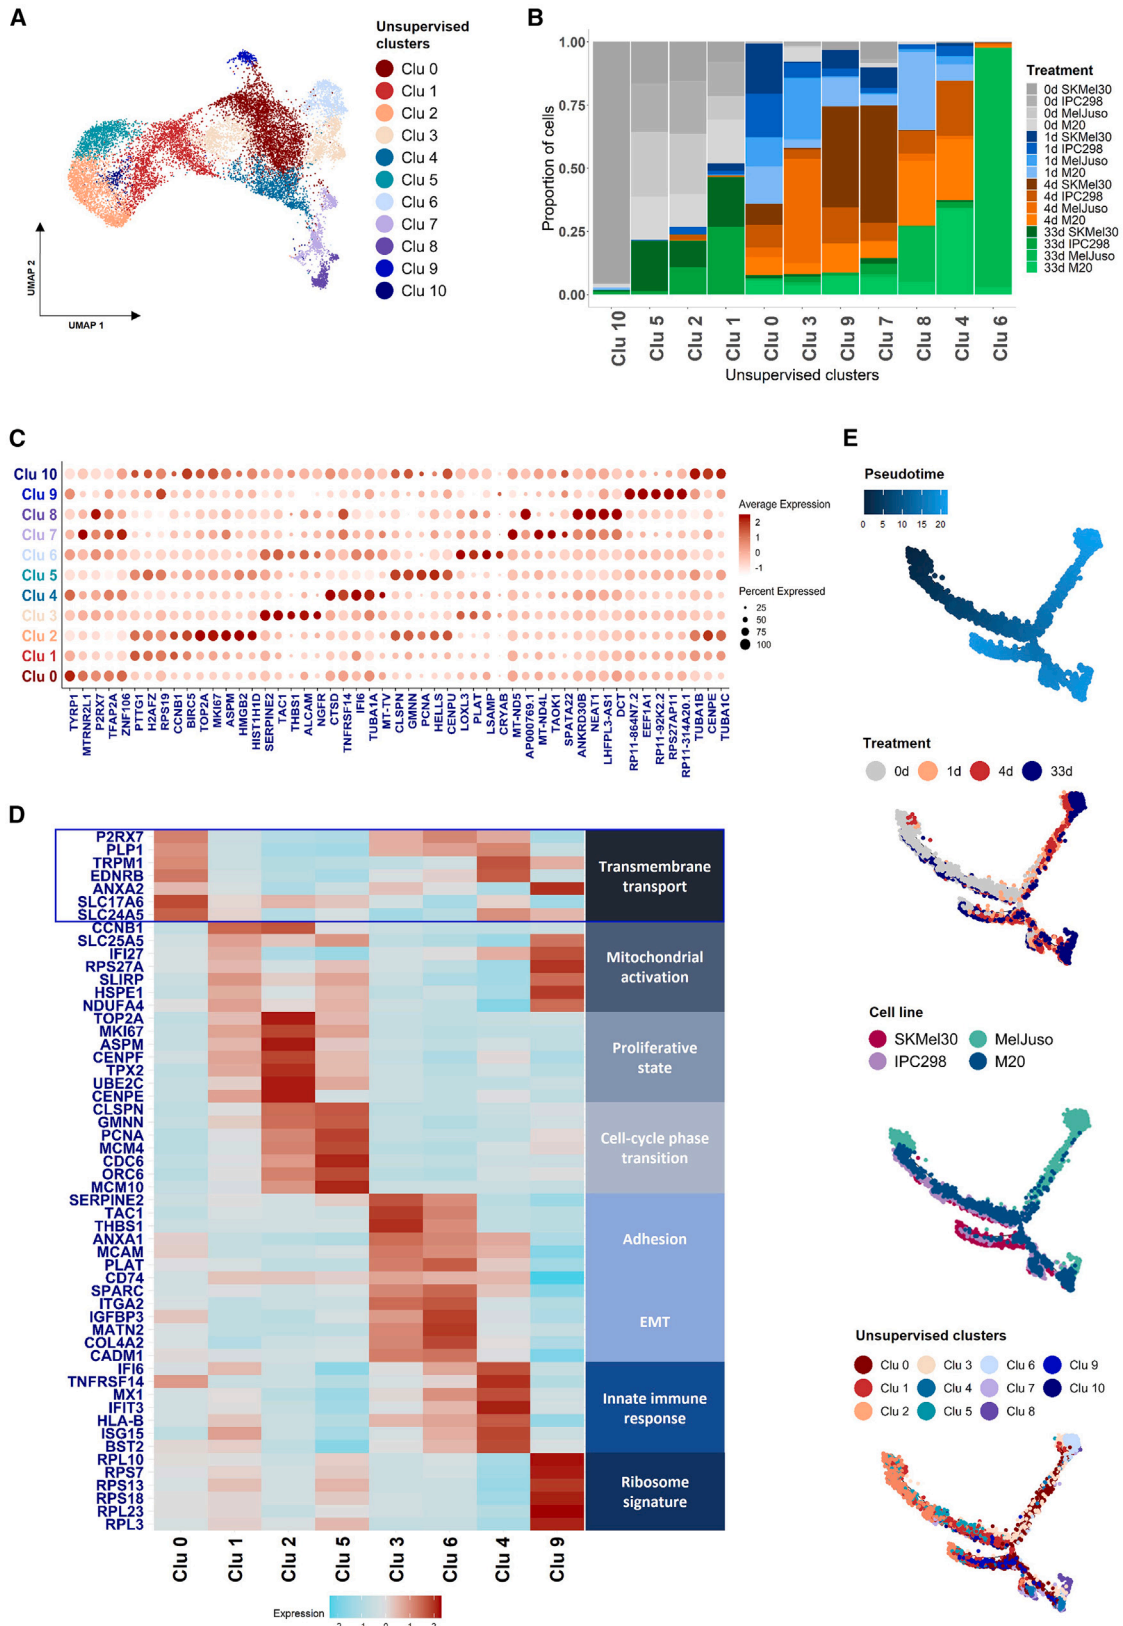 A
Unsupervised
clusters
Clu 0
Clu 1
Clu 2
Clu 3
Clu 4
Clu 5
Clu 6
Clu 7
Clu 8
Clu 9
Clu 10
UMAP 2
UMAP 1
B
1.00
0.75
0.50
0.25
0.00
Proportion of cells
Clu 10
Clu 5
Clu 2
Clu 1
Clu 0
Clu 3
Clu 9
Clu 7
Clu 8
Clu 4
Clu 6
Unsupervised clusters
Treatment
0d SKMel30
0d IPC298
0d MelJuso
0d M20
1d SKMel30
1d IPC298
1d MelJuso
1d M20
4d SKMel30
4d IPC298
4d MelJuso
4d M20
33d SKMel30
33d IPC298
33d MelJuso
33d M20
C
Clu 10
Clu 9
Clu 8
Clu 7
Clu 6
Clu 5
Clu 4
Clu 3
Clu 2
Clu 1
Clu 0
TYRP1
MTRNR2L1
P2RX7
TFAP2A
ZNF106
PTTG1
H2AFZ
RPS19
CCNB1
BIRC5
TOP2A
MKI67
ASPM
HMGB2
HIST1H1D
SERPINE2
TAC1
THBS1
ALCAM
NGFR
CTSD
TNFRSF14
IFI6
TUBA1A
MT-TV
CLSPN
GMNN
PCNA
HELLS
CENPU
LOXL3
PLAT
LSAMP
CRYAB
MT-ND5
AP000769.1
MT-ND4L
TAOK1
SPATA22
ANKRD30B
NEAT1
LHFPL3-AS1
DCT
RP11-864N7.2
EEF1A1
RP11-92K2.2
RPS27AP11
RP11-314A20.1
TUBA1B
CENPE
TUBA1C
Average Expression
2
1
0
-1
Percent Expressed
25
50
75
100
D
P2RX7
PLP1
TRPM1
EDNRB
ANXA2
SLC17A6
SLC24A5
CCNB1
SLC25A5
IFI27
RPS27A
SLIRP
HSPE1
NDUFA4
TOP2A
MKI67
ASPM
CENPF
TPX2
UBE2C
CENPE
CLSPN
GMNN
PCNA
MCM4
CDC6
ORC6
MCM10
SERPINE2
TAC1
THBS1
ANXA1
MCAM
PLAT
CD74
SPARC
ITGA2
IGFBP3
MATN2
COL4A2
CADM1
IFI6
TNFRSF14
MX1
IFIT3
HLA-B
ISG15
BST2
RPL10
RPS7
RPS13
RPS18
RPL23
RPL3
Transmembrane
transport
Mitochondrial
activation
Proliferative
state
Cell-cycle phase
transition
Adhesion
EMT
Innate immune
response
Ribosome
signature
Clu 0
Clu 1
Clu 2
Clu 5
Clu 3
Clu 6
Clu 4
Clu 9
Expression
E
Pseudotime
0 5 10 15 20
Treatment
0d 1d 4d 33d
Cell line
SKMel30 MelJuso
IPC298 M20
Unsupervised clusters
Clu 0 Clu 3 Clu 6 Clu 9
Clu 1 Clu 4 Clu 7 Clu 10
Clu 2 Clu 5 Clu 8